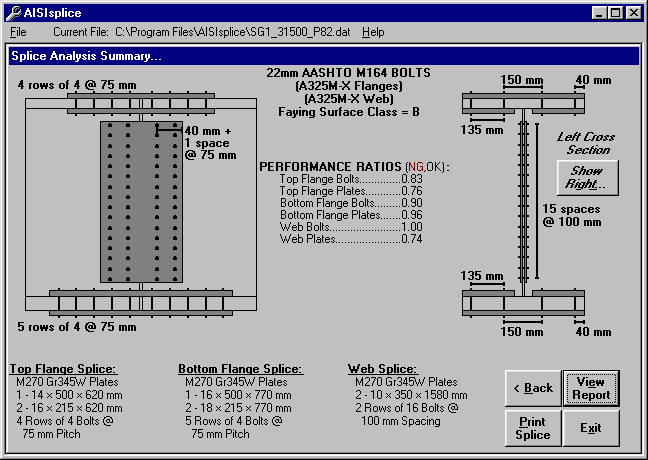 AISIsplice
File    Current File:  C:\Program Files\AISIsplice\SG1_31500_P82.dat    Help
Splice Analysis Summary...
22mm AASHTO M164 BOLTS
(A325M-X Flanges)
(A325M-X Web)
Faying Surface Class = B
4 rows of 4 @ 75 mm
40 mm +
1 space
@ 75 mm
150 mm    40 mm
135 mm
Left Cross
Section
Show
Right...
PERFORMANCE RATIOS (NG,OK):
Top Flange Bolts.............0.83
Top Flange Plates............0.76
Bottom Flange Bolts.........0.90
Bottom Flange Plates........0.96
Web Bolts.......................1.00
Web Plates.....................0.74
15 spaces
@ 100 mm
135 mm
5 rows of 4 @ 75 mm
150 mm    40 mm
Top Flange Splice:
M270 Gr345W Plates
1 - 14 × 500 × 620 mm
2 - 16 × 215 × 620 mm
4 Rows of 4 Bolts @
75 mm Pitch
Bottom Flange Splice:
M270 Gr345W Plates
1 - 16 × 500 × 770 mm
2 - 18 × 215 × 770 mm
5 Rows of 4 Bolts @
75 mm Pitch
Web Splice:
M270 Gr345W Plates
2 - 10 × 350 × 1580 mm
2 Rows of 16 Bolts @
100 mm Spacing
< Back
View
Report
Print
Splice
Exit